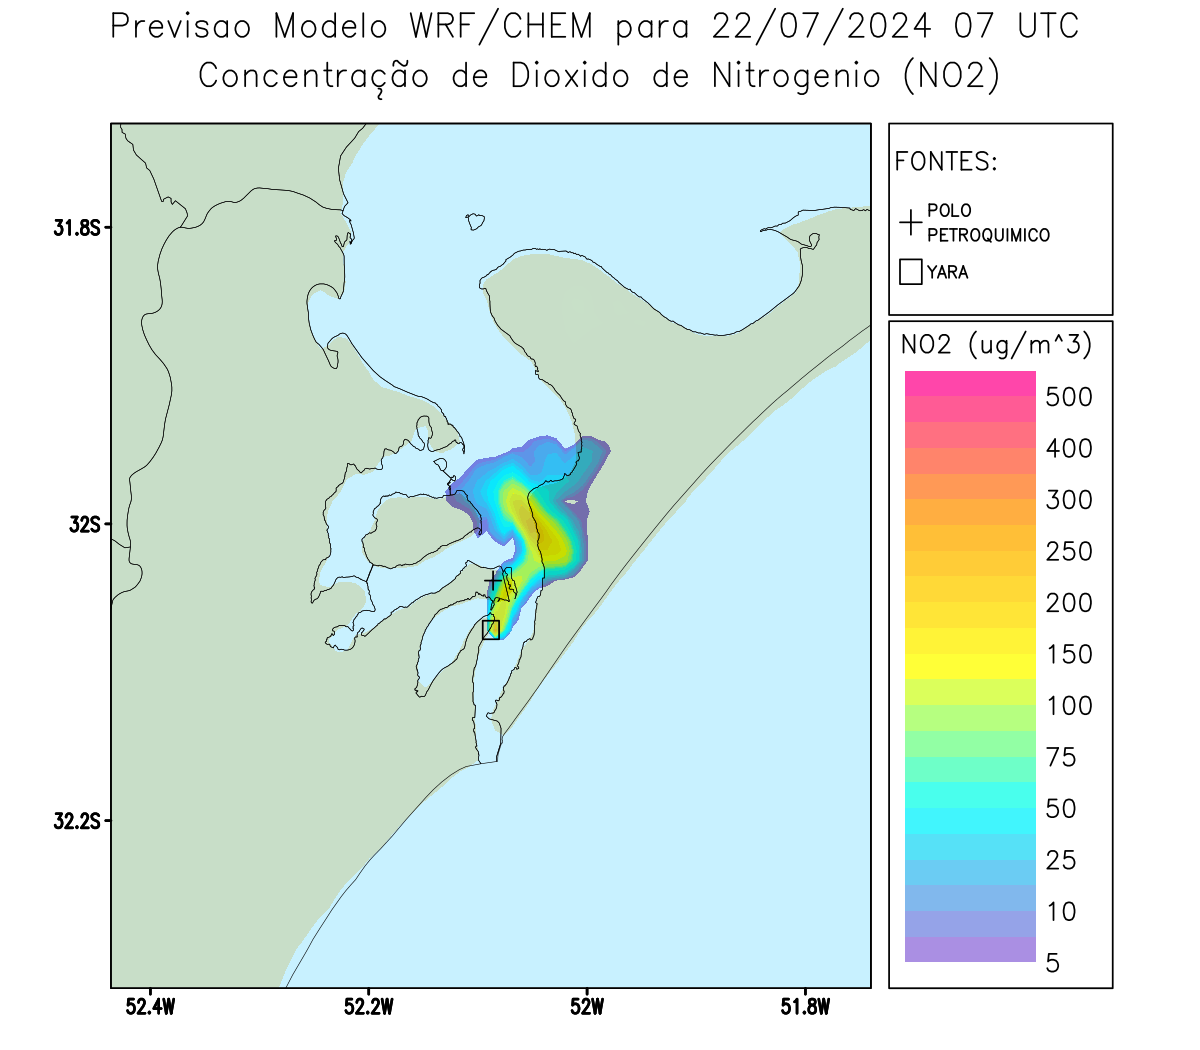 Previsao Modelo WRF/CHEM para 22/07/2024 07 UTC
Concentração de Dioxido de Nitrogenio (NO2)
FONTES:
POLO
PETROQUIMICO
YARA
31.8S
32S
32.2S
52.4W
52.2W
52W
51.8W
NO2 (ug/m^3)
500
400
300
250
200
150
100
75
50
25
10
5